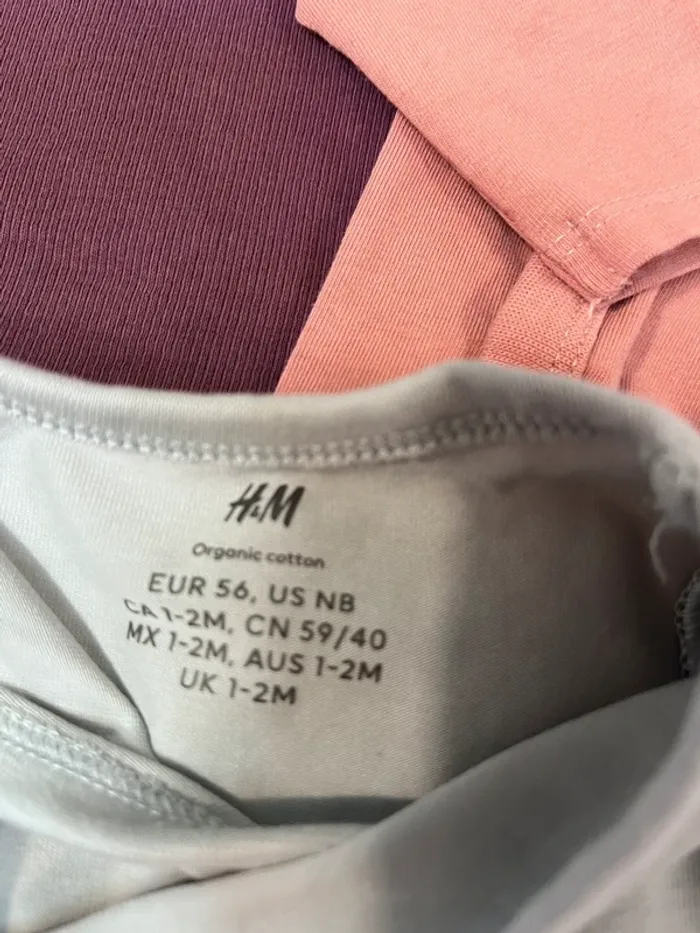 H&M
Organic cotton
EUR 56, US NB
CA 1-2M, CN 59/40
MX 1-2M, AUS 1-2M
UK 1-2M